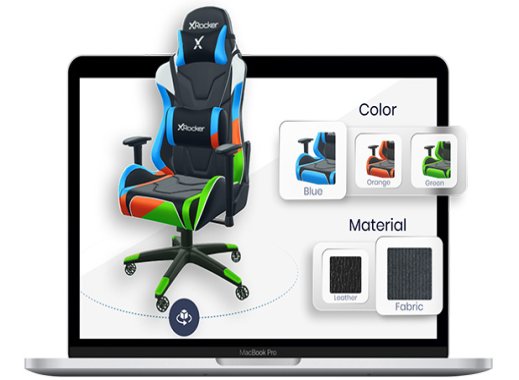 XRocker
X
XRocker
Color
Blue
Orange
Green
Material
Leather
Fabric
MacBook Pro